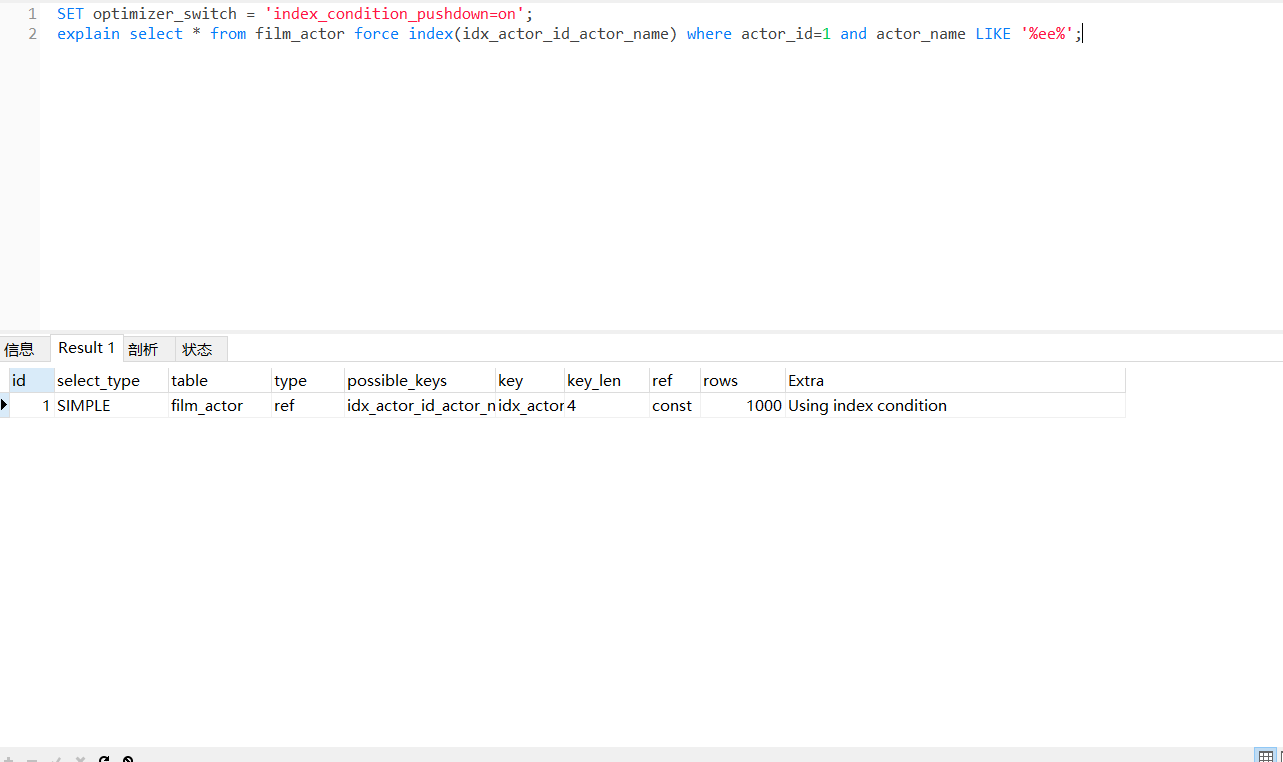 1 SET optimizer_switch = 'index_condition_pushdown=on';
2 explain select * from film_actor force index(idx_actor_id_actor_name) where actor_id=1 and actor_name LIKE '%ee%';
信息 Result 1 剖析 状态
id select_type table type possible_keys key key_len ref rows Extra
1 SIMPLE film_actor ref idx_actor_id_actor_n idx_actor 4 const 1000 Using index condition